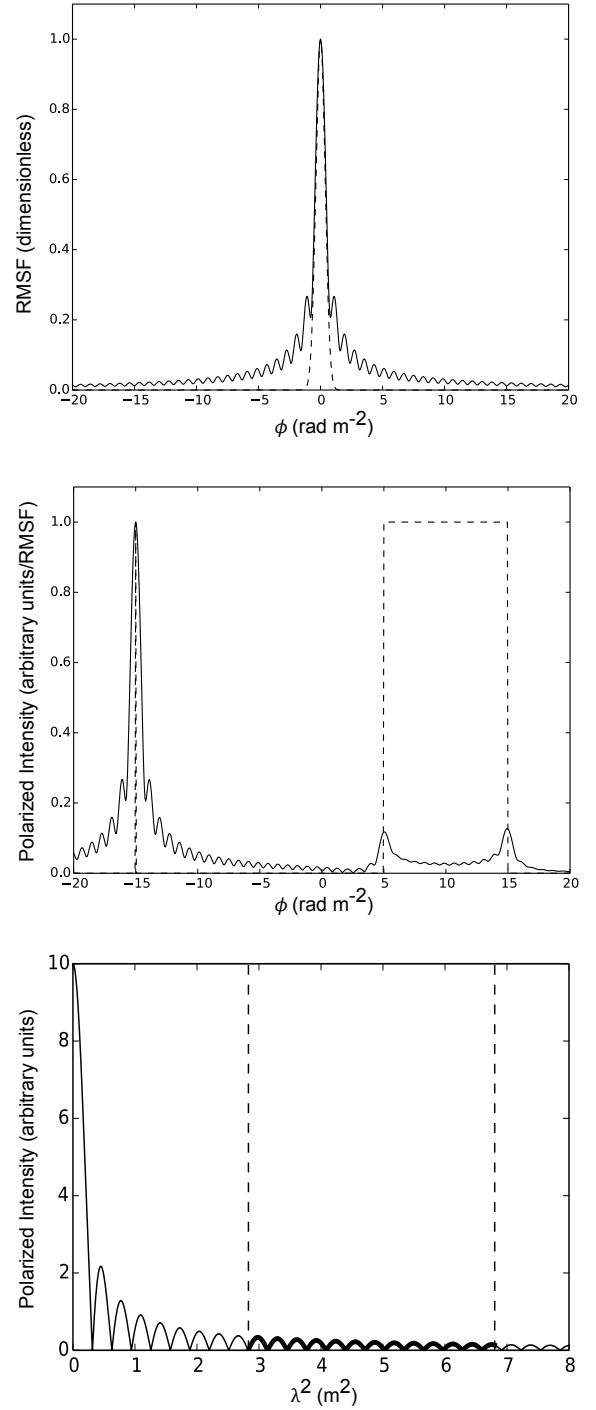 1.0
0.8
0.6
0.4
0.2
0.0
RMSF (dimensionless)
−20 −15 −10 −5 0 5 10 15 20
ϕ (rad m⁻²)
1.0
0.8
0.6
0.4
0.2
0.0
Polarized Intensity (arbitrary units/RMSF)
−20 −15 −10 −5 0 5 10 15 20
ϕ (rad m⁻²)
10
8
6
4
2
0
Polarized Intensity (arbitrary units)
0 1 2 3 4 5 6 7 8
λ² (m²)